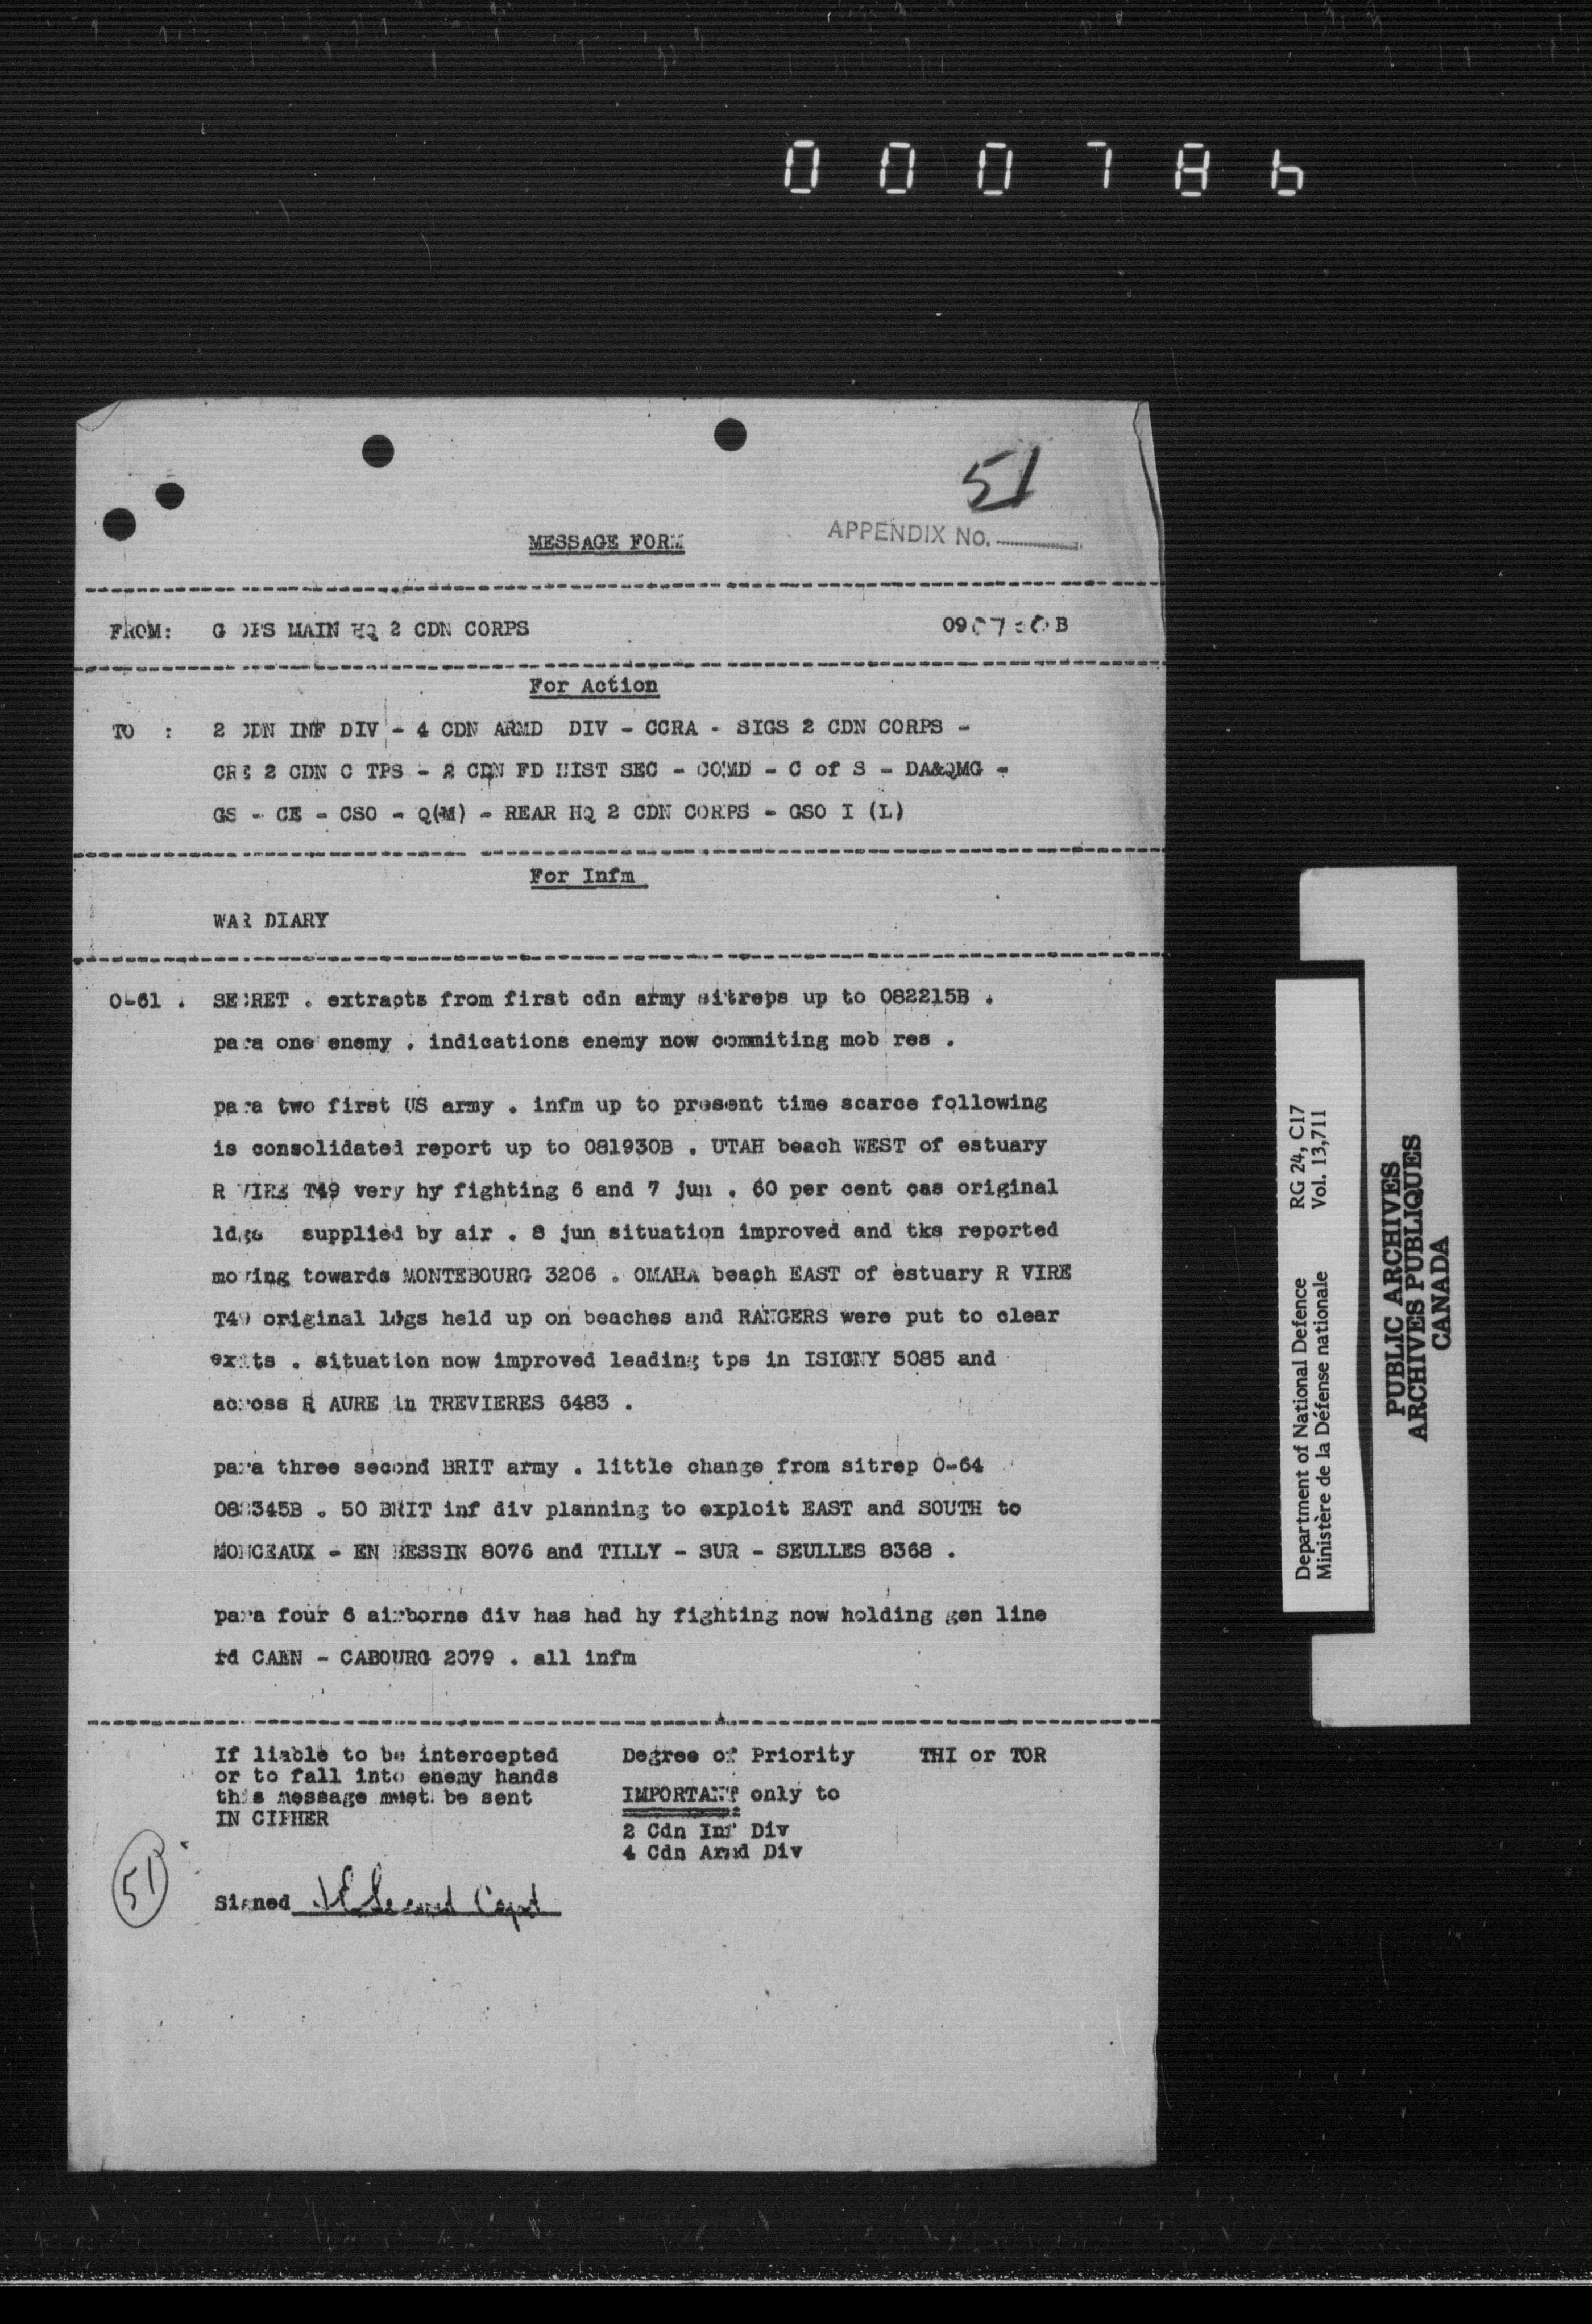 000786
51
APPENDIX No.
MESSAGE FORM
FROM: G OPS MAIN HQ 2 CDN CORPS
B
For Action
TO : 2 CDN INF DIV - 4 CDN ARMD DIV - CCRA - SIGS 2 CDN CORPS -
CRE 2 CDN C TPS - 2 CDN FD HIST SEC - COMD - C of S - DA&QMG -
GS - CE - CSO - Q(M) - REAR HQ 2 CDN CORPS - GSO I (L)
For Infm
WAR DIARY
O-61 . SECRET . extracts from first cdn army sitreps up to 082215B .
para one enemy . indications enemy now commiting mob res .
para two first US army . infm up to present time scarce following
is consolidated report up to 081930B . UTAH beach WEST of estuary
R VIRE T49 very hy fighting 6 and 7 jun . 60 per cent cas original
ldgs supplied by air . 8 jun situation improved and tks reported
moving towards MONTEBOURG 3206 . OMAHA beach EAST of estuary R VIRE
T49 original ldgs held up on beaches and RANGERS were put to clear
exits . situation now improved leading tps in ISIGNY 5085 and
across R AURE in TREVIERES 6483 .
para three second BRIT army . little change from sitrep O-64
082345B . 50 BRIT inf div planning to exploit EAST and SOUTH to
MONCEAUX - EN BESSIN 8076 and TILLY - SUR - SEULLES 8368 .
para four 6 airborne div has had hy fighting now holding gen line
rd CAEN - CABOURG 2079 . all infm
If liable to be intercepted
or to fall into enemy hands
this message must be sent
IN CIPHER
Degree of Priority
IMPORTANT only to
2 Cdn Inf Div
4 Cdn Armd Div
THI or TOR
51
Signed Capt
Department of National Defence RG 24, C17
Ministère de la Défense nationale Vol. 13,711
PUBLIC ARCHIVES
ARCHIVES PUBLIQUES
CANADA